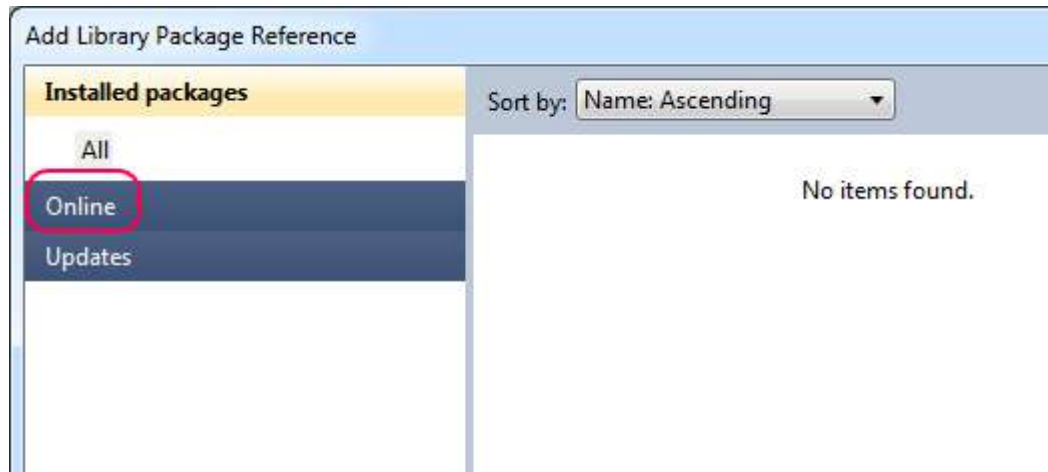 Add Library Package Reference
Installed packages
All
Online
Updates
Sort by: Name: Ascending
No items found.